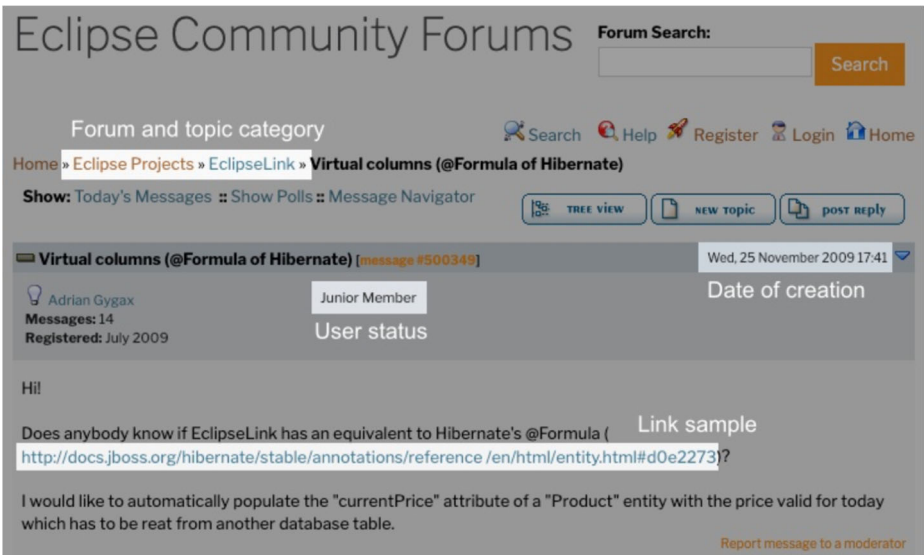 Eclipse Community Forums
Forum Search:
Search
Forum and topic category
Search Help Register Login Home
Home » Eclipse Projects » EclipseLink » Virtual columns (@Formula of Hibernate)
Show: Today's Messages :: Show Polls :: Message Navigator
TREE VIEW NEW TOPIC POST REPLY
Virtual columns (@Formula of Hibernate) [message #500349]
Wed, 25 November 2009 17:41
Date of creation
Adrian Gygax
Junior Member
Messages: 14
User status
Registered: July 2009
Hi!
Does anybody know if EclipseLink has an equivalent to Hibernate's @Formula (
Link sample
http://docs.jboss.org/hibernate/stable/annotations/reference /en/html/entity.html#d0e2273)?
I would like to automatically populate the "currentPrice" attribute of a "Product" entity with the price valid for today
which has to be reat from another database table.
Report message to a moderator